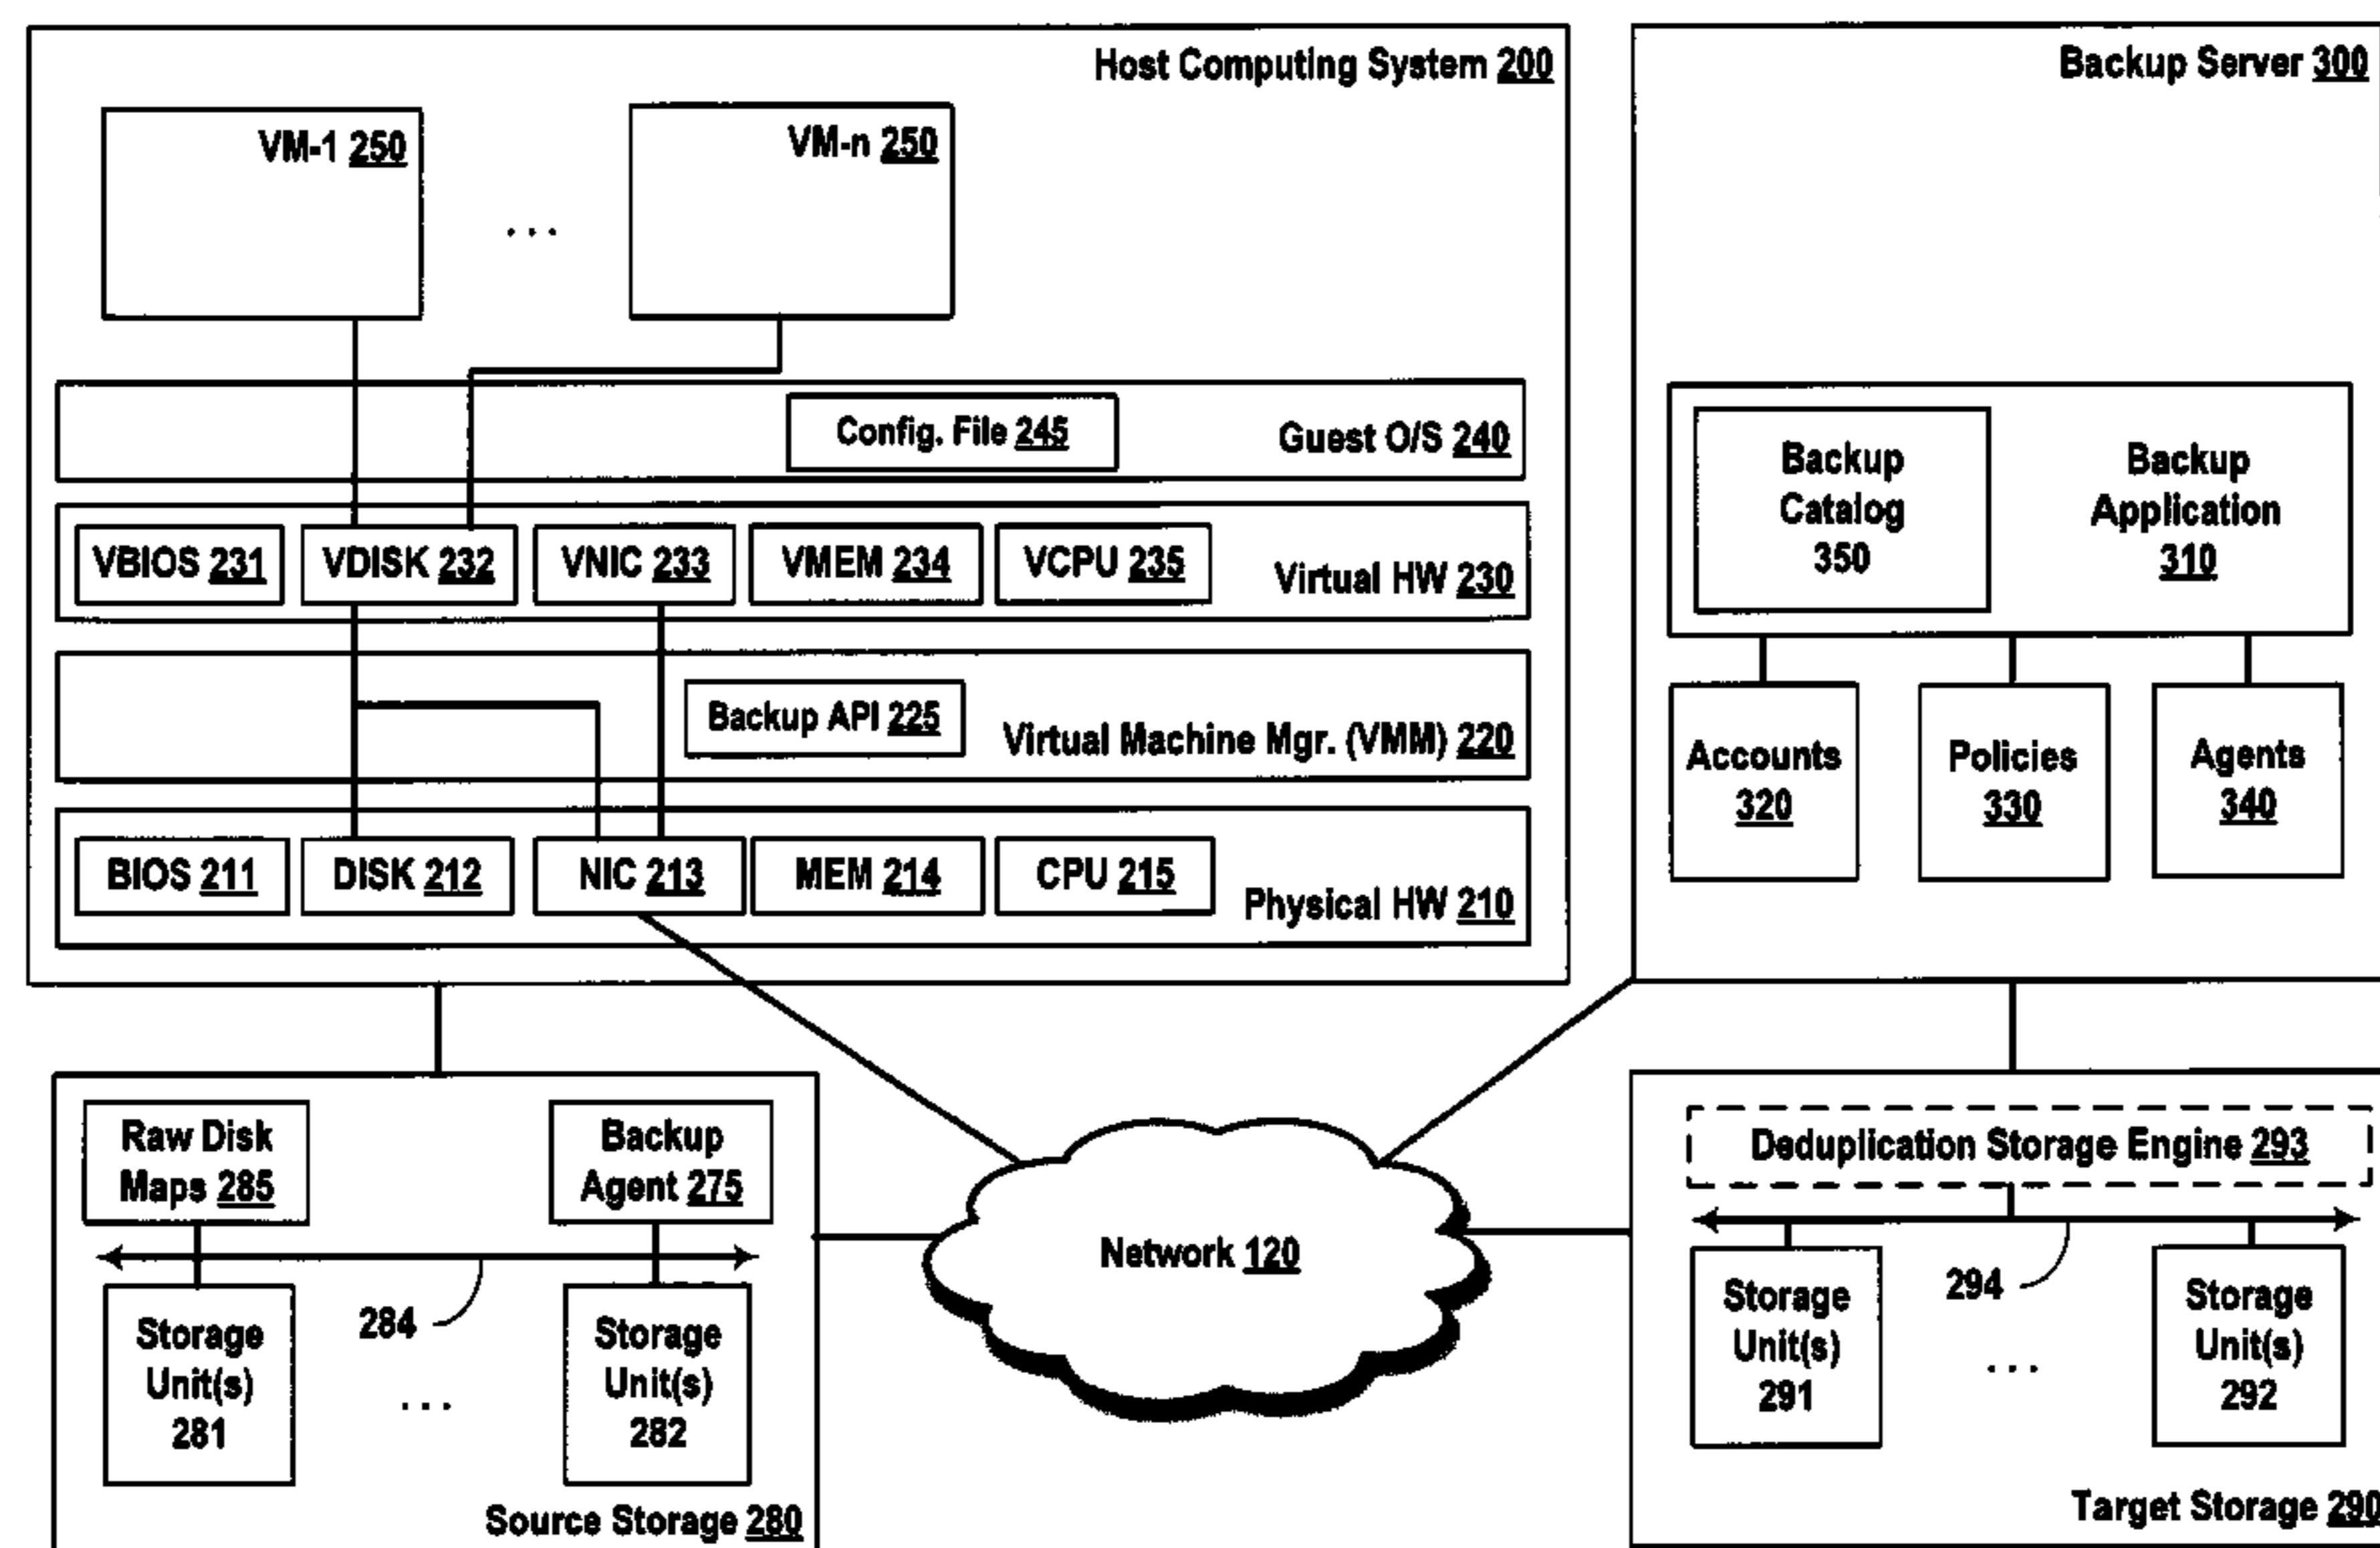 Host Computing System 200
VM-1 250
VM-n 250
...
Config. File 245
Guest O/S 240
VBIOS 231
VDISK 232
VNIC 233
VMEM 234
VCPU 235
Virtual HW 230
Backup API 225
Virtual Machine Mgr. (VMM) 220
BIOS 211
DISK 212
NIC 213
MEM 214
CPU 215
Physical HW 210
Backup Server 300
Backup
Catalog
350
Backup
Application
310
Accounts
320
Policies
330
Agents
340
Raw Disk
Maps 285
Backup
Agent 275
284
Storage
Unit(s)
281
...
Storage
Unit(s)
282
Source Storage 280
Network 120
Deduplication Storage Engine 293
294
Storage
Unit(s)
291
...
Storage
Unit(s)
292
Target Storage 290